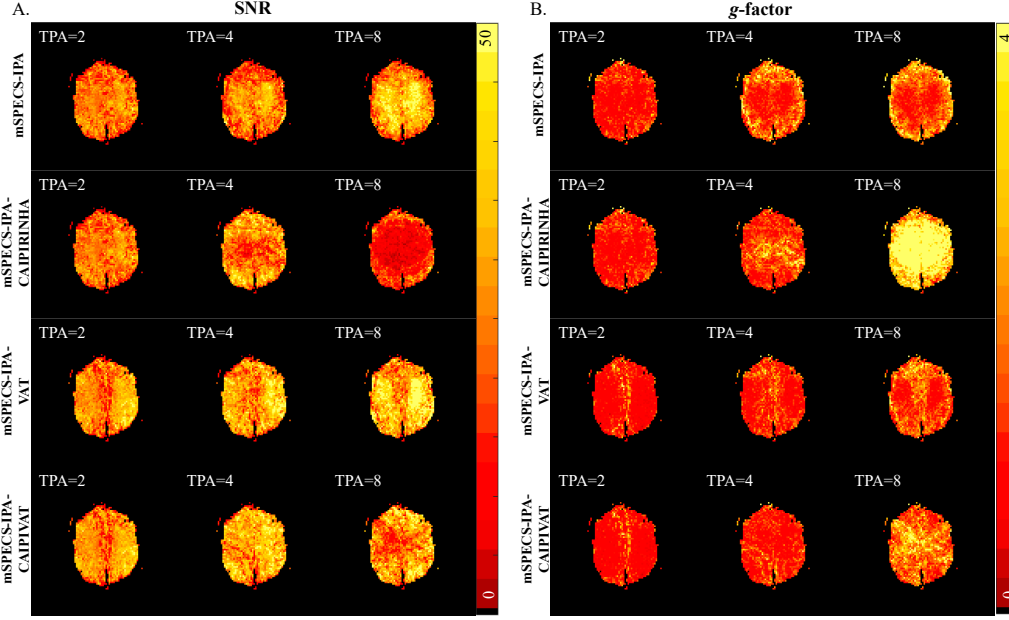 A.
SNR
B.
g-factor
mSPECS-IPA
TPA=2
TPA=4
TPA=8
50
mSPECS-IPA
TPA=2
TPA=4
TPA=8
4
mSPECS-IPA-
CAIPIRINHA
TPA=2
TPA=4
TPA=8
mSPECS-IPA-
CAIPIRINHA
TPA=2
TPA=4
TPA=8
mSPECS-IPA-
VAT
TPA=2
TPA=4
TPA=8
mSPECS-IPA-
VAT
TPA=2
TPA=4
TPA=8
mSPECS-IPA-
CAIPIVAT
TPA=2
TPA=4
TPA=8
0
mSPECS-IPA-
CAIPIVAT
TPA=2
TPA=4
TPA=8
0